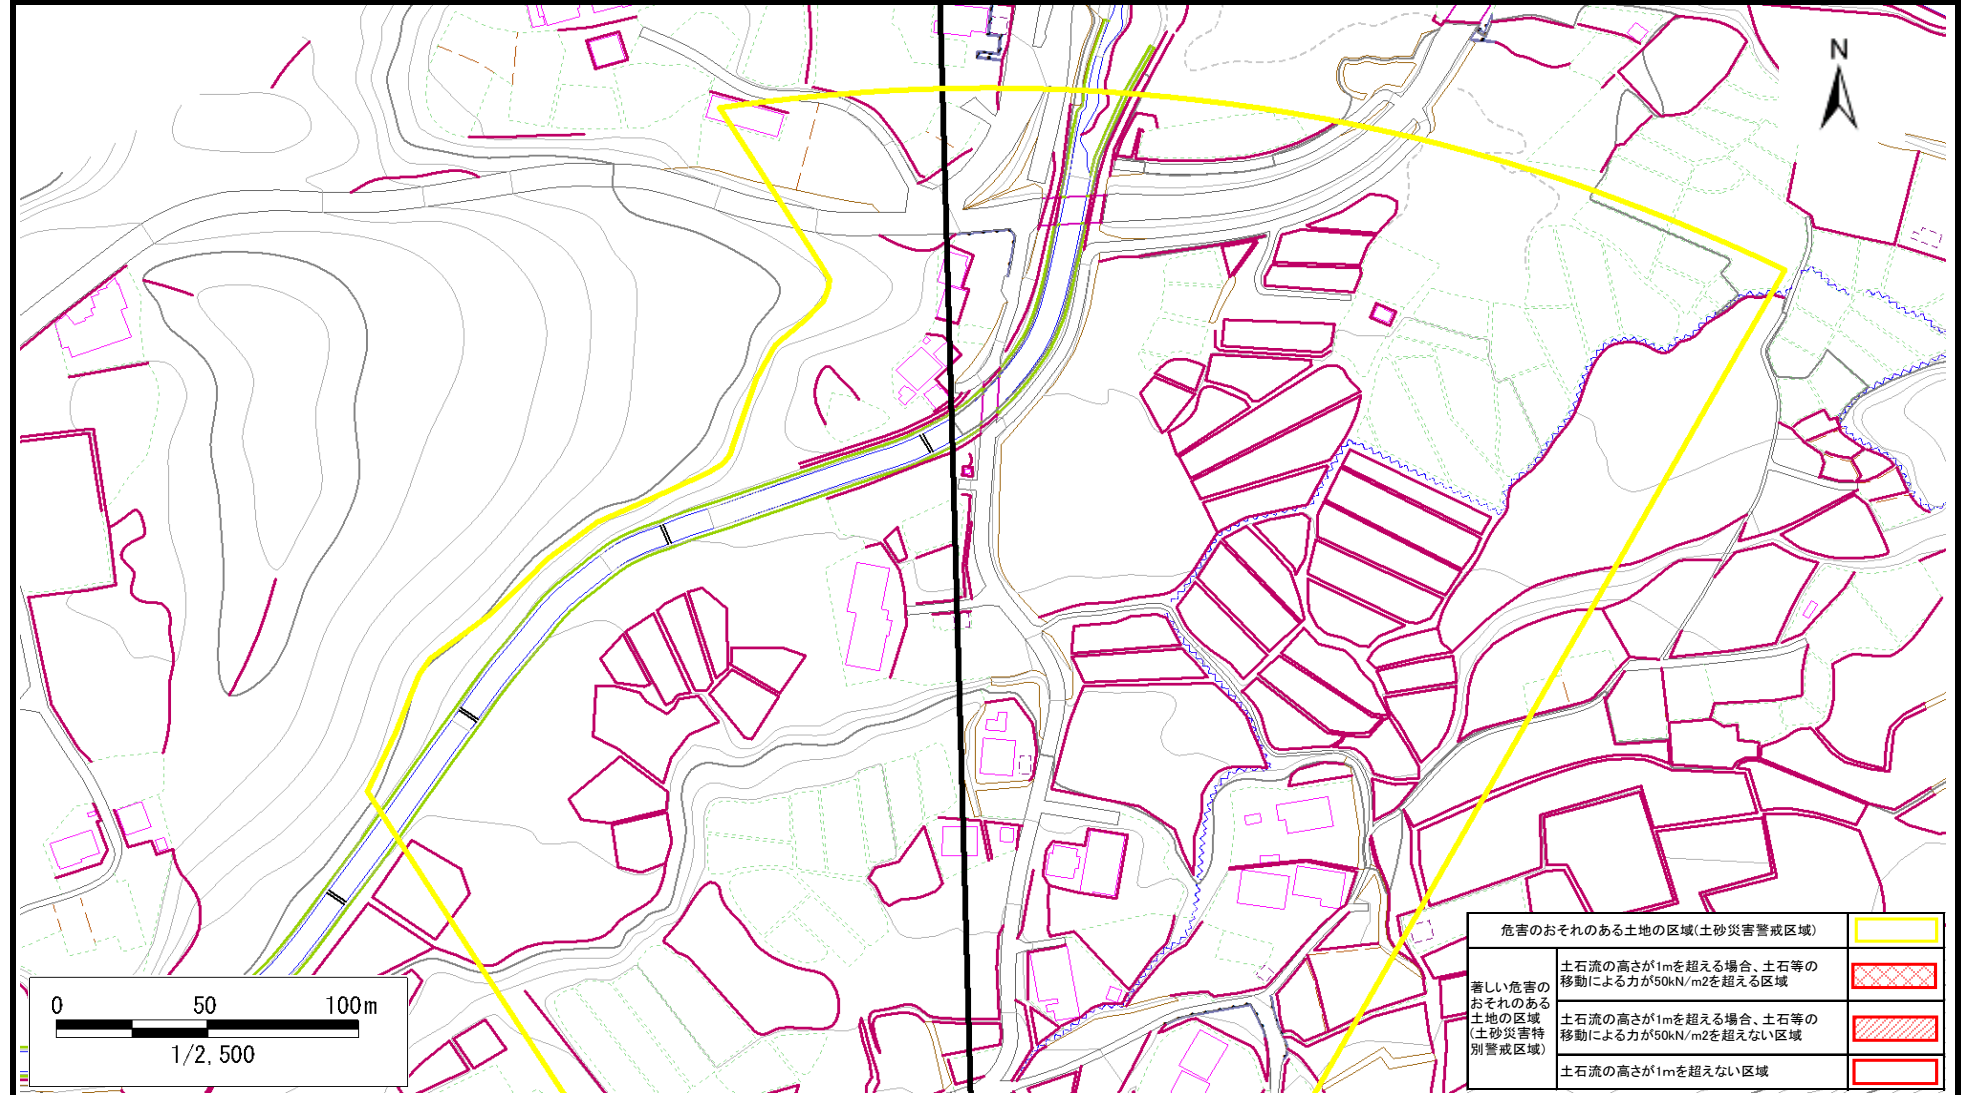 N
0 50 100m
1/2,500
危害のおそれのある土地の区域(土砂災害警戒区域)
著しい危害の
おそれのある
土地の区域
(土砂災害特
別警戒区域)
土石流の高さが1mを超える場合、土石等の
移動による力が50kN/m2を超える区域
土石流の高さが1mを超える場合、土石等の
移動による力が50kN/m2を超えない区域
土石流の高さが1mを超えない区域